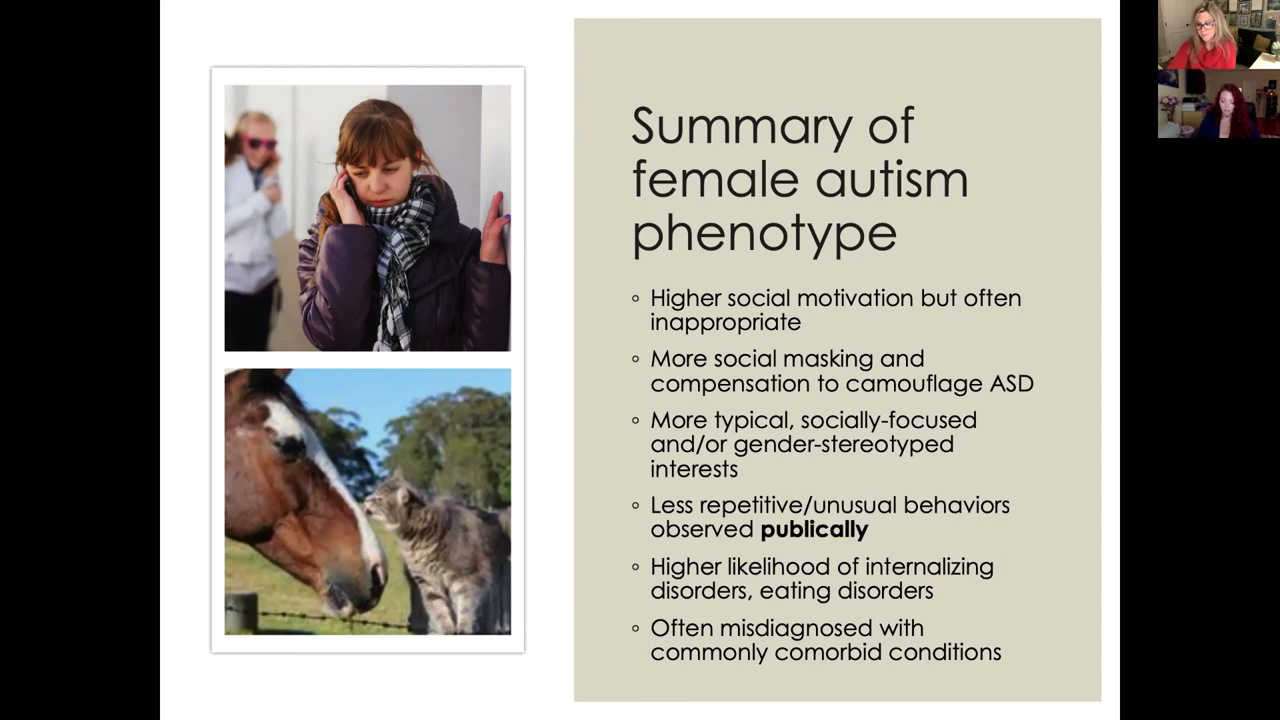 Summary of
female autism
phenotype
◦ Higher social motivation but often
inappropriate
◦ More social masking and
compensation to camouflage ASD
◦ More typical, socially-focused
and/or gender-stereotyped
interests
◦ Less repetitive/unusual behaviors
observed publically
◦ Higher likelihood of internalizing
disorders, eating disorders
◦ Often misdiagnosed with
commonly comorbid conditions